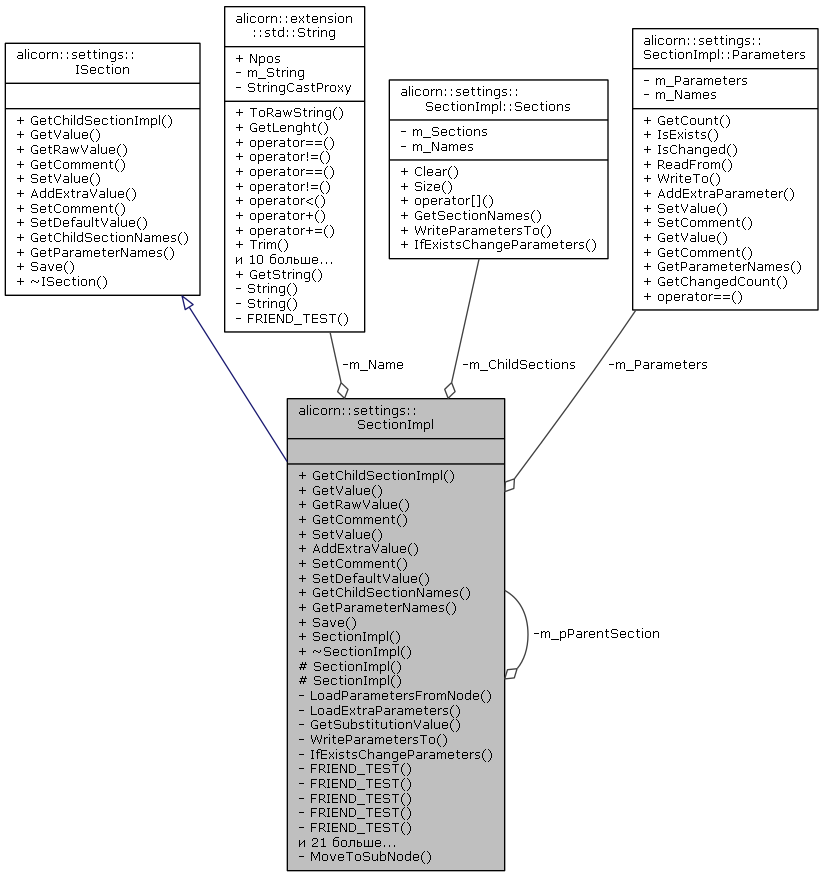 alicorn::settings::
ISection
+ GetChildSectionImpl()
+ GetValue()
+ GetRawValue()
+ GetComment()
+ SetValue()
+ AddExtraValue()
+ SetComment()
+ SetDefaultValue()
+ GetChildSectionNames()
+ GetParameterNames()
+ Save()
+ ~ISection()
alicorn::extension
::std::String
+ Npos
- m_String
- StringCastProxy
+ ToRawString()
+ GetLenght()
+ operator==()
+ operator!=()
+ operator==()
+ operator!=()
+ operator<()
+ operator+()
+ operator+=()
+ Trim()
и 10 больше...
+ GetString()
- String()
- String()
- FRIEND_TEST()
alicorn::settings::
SectionImpl::Sections
- m_Sections
- m_Names
+ Clear()
+ Size()
+ operator[]()
+ GetSectionNames()
+ WriteParametersTo()
+ IfExistsChangeParameters()
alicorn::settings::
SectionImpl::Parameters
- m_Parameters
- m_Names
+ GetCount()
+ IsExists()
+ IsChanged()
+ ReadFrom()
+ WriteTo()
+ AddExtraParameter()
+ SetValue()
+ SetComment()
+ GetValue()
+ GetComment()
+ GetParameterNames()
+ GetChangedCount()
+ operator==()
-m_Name
-m_ChildSections
-m_Parameters
alicorn::settings::
SectionImpl
+ GetChildSectionImpl()
+ GetValue()
+ GetRawValue()
+ GetComment()
+ SetValue()
+ AddExtraValue()
+ SetComment()
+ SetDefaultValue()
+ GetChildSectionNames()
+ GetParameterNames()
+ Save()
+ SectionImpl()
+ ~SectionImpl()
# SectionImpl()
# SectionImpl()
- LoadParametersFromNode()
- LoadExtraParameters()
- GetSubstitutionValue()
- WriteParametersTo()
- IfExistsChangeParameters()
- FRIEND_TEST()
- FRIEND_TEST()
- FRIEND_TEST()
- FRIEND_TEST()
- FRIEND_TEST()
и 21 больше...
- MoveToSubNode()
-m_pParentSection